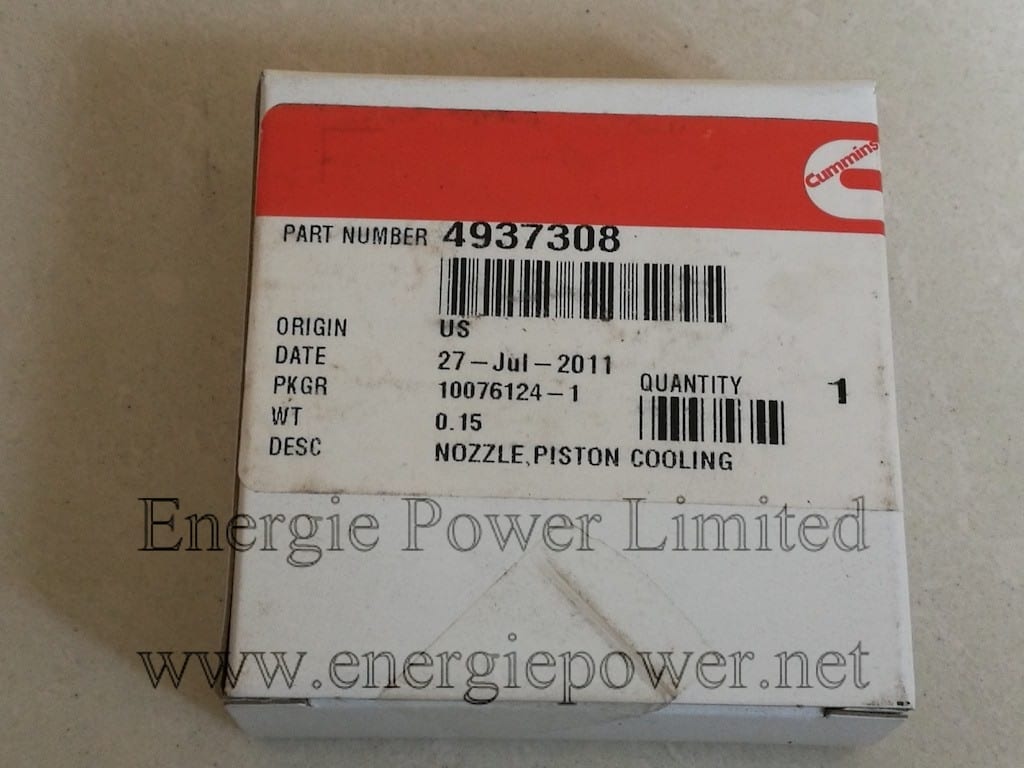 Cummins
PART NUMBER 4937308
ORIGIN US
DATE 27-Jul-2011
PKGR 10076124-1 QUANTITY 1
WT 0.15
DESC NOZZLE,PISTON COOLING
Energie Power Limited
www.energiepower.net